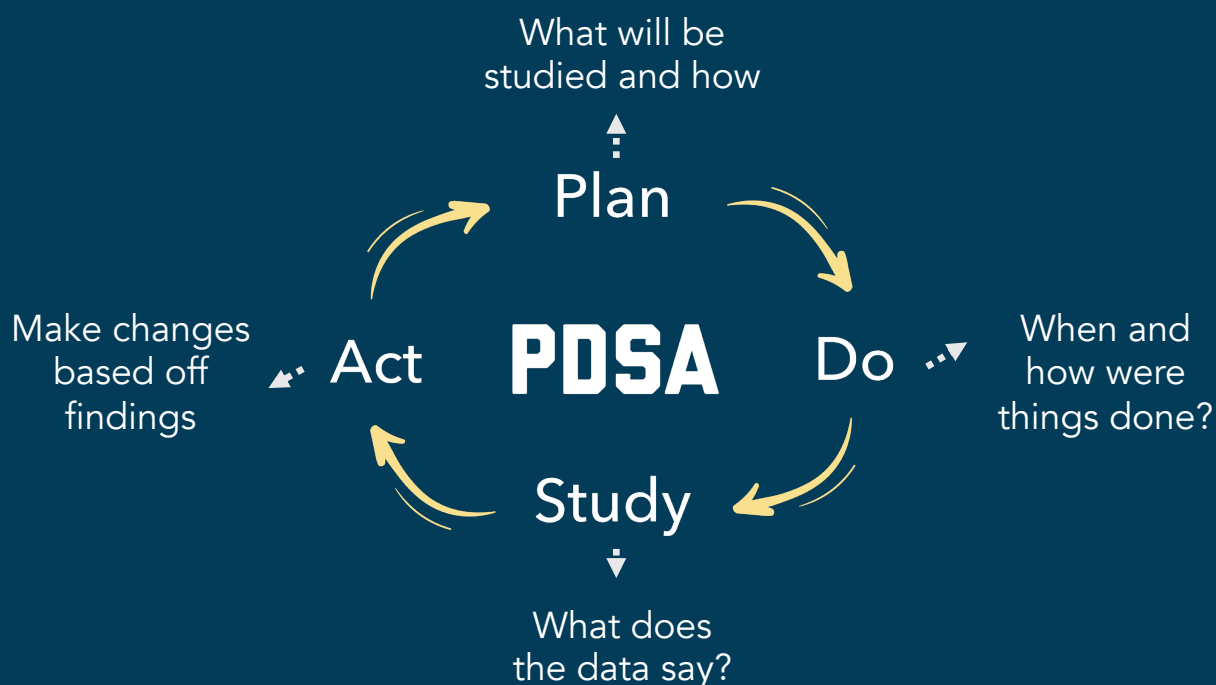 What will be
studied and how
Plan
Make changes
based off
findings
Act
PDSA
Do
When and
how were
things done?
Study
What does
the data say?